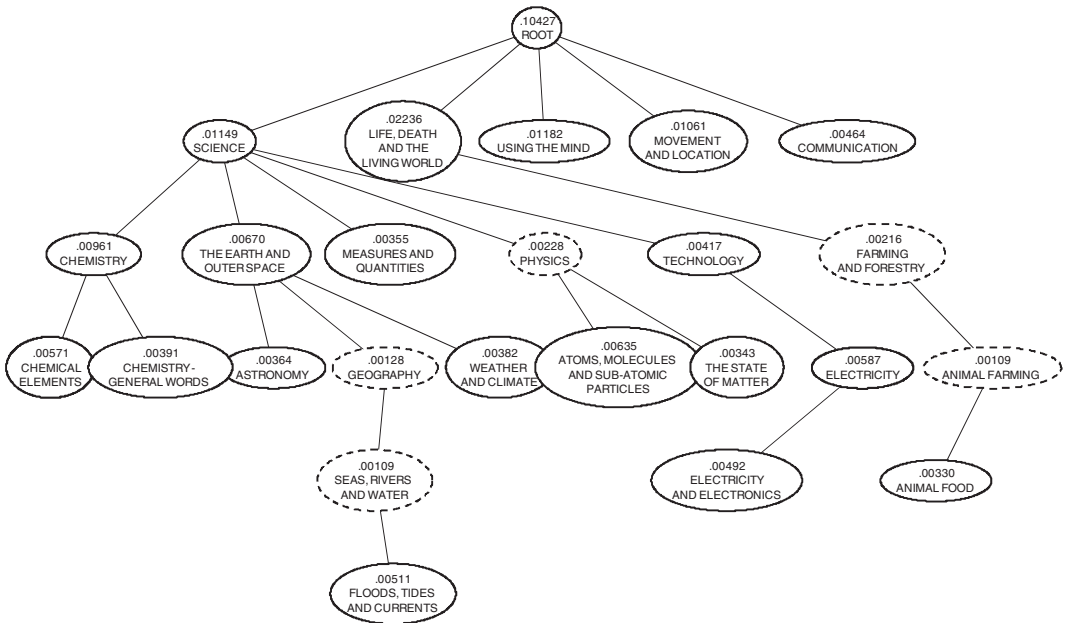 .10427
ROOT
.01149
SCIENCE
.02236
LIFE, DEATH
AND THE
LIVING WORLD
.01182
USING THE MIND
.01061
MOVEMENT
AND LOCATION
.00464
COMMUNICATION
.00961
CHEMISTRY
.00670
THE EARTH AND
OUTER SPACE
.00355
MEASURES AND
QUANTITIES
.00228
PHYSICS
.00417
TECHNOLOGY
.00216
FARMING
AND FORESTRY
.00571
CHEMICAL
ELEMENTS
.00391
CHEMISTRY-
GENERAL WORDS
.00364
ASTRONOMY
.00128
GEOGRAPHY
.00382
WEATHER
AND CLIMATE
.00635
ATOMS, MOLECULES
AND SUB-ATOMIC
PARTICLES
.00343
THE STATE
OF MATTER
.00587
ELECTRICITY
.00109
ANIMAL FARMING
.00109
SEAS, RIVERS
AND WATER
.00492
ELECTRICITY
AND ELECTRONICS
.00330
ANIMAL FOOD
.00511
FLOODS, TIDES
AND CURRENTS